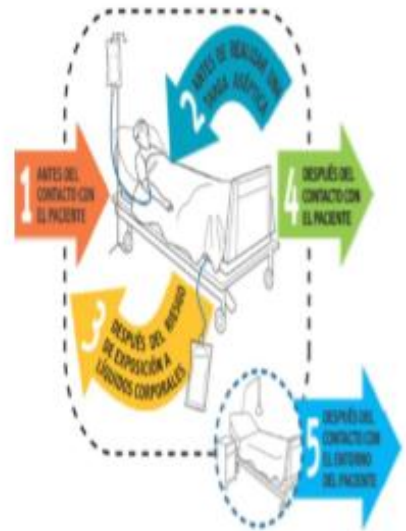 1 ANTES DEL
CONTACTO CON
EL PACIENTE
2 ANTES DE REALIZAR UNA
TAREA ASÉPTICA
3 DESPUÉS DEL RIESGO
DE EXPOSICIÓN A
LÍQUIDOS CORPORALES
4 DESPUÉS DEL
CONTACTO CON
EL PACIENTE
5 DESPUÉS DEL
CONTACTO CON
EL ENTORNO
DEL PACIENTE